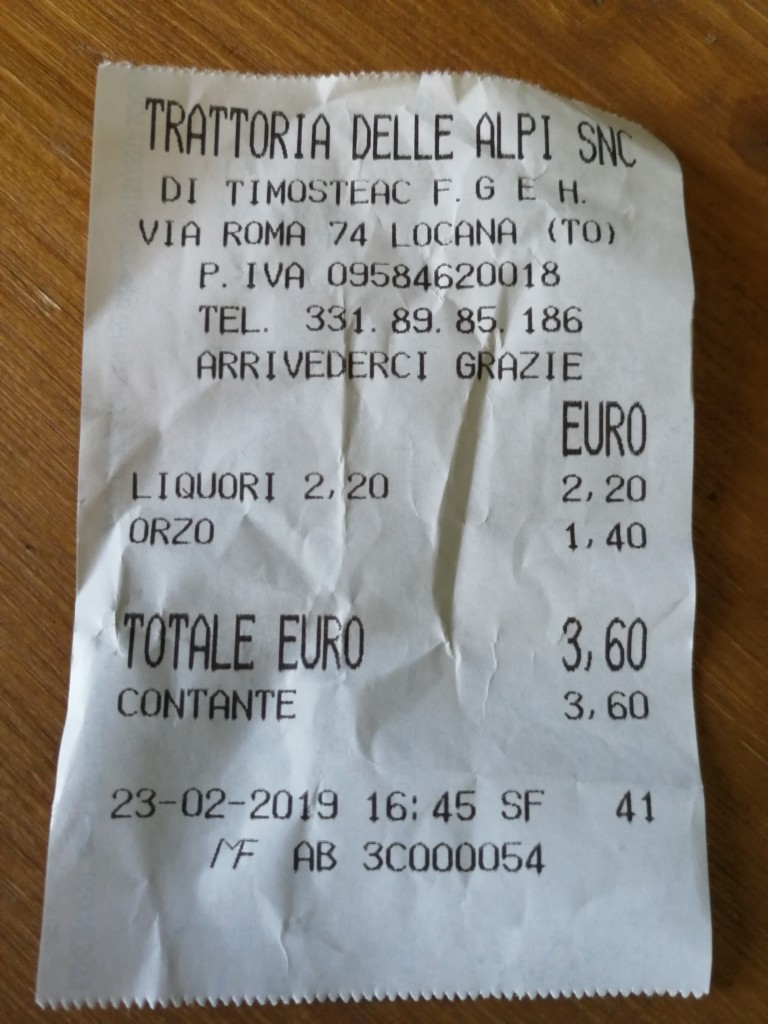 TRATTORIA DELLE ALPI SNC
DI TIMOSTEAC F. G E H.
VIA ROMA 74 LOCANA (TO)
P. IVA 09584620018
TEL. 331. 89. 85. 186
ARRIVEDERCI GRAZIE
EURO
LIQUORI 2,20 2,20
ORZO 1,40
TOTALE EURO 3,60
CONTANTE 3,60
23-02-2019 16:45 SF 41
MF AB 3C000054